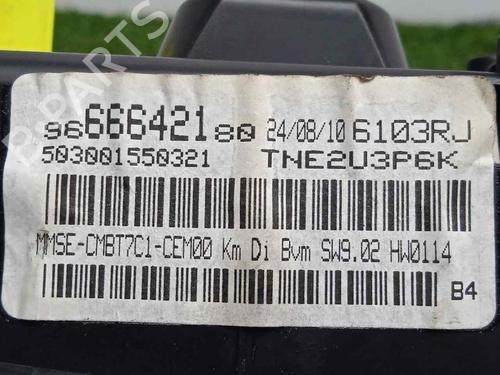 9666642180 24/08/10 6103RJ
503001550321 TNE2U3P6K
MMSE-CMBT7C1-CEM00 Km Di Bvm SW9.02 HW0114
B4